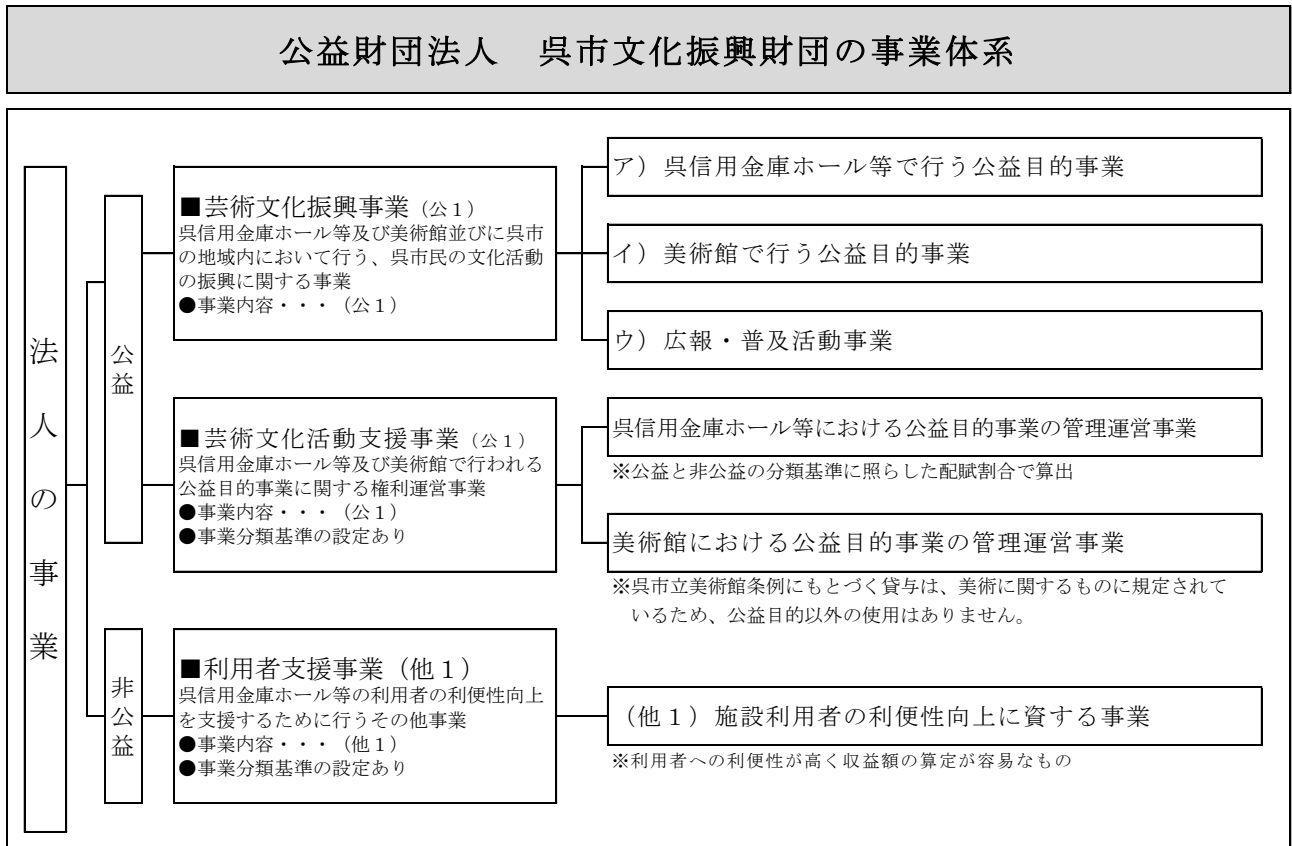 公益財団法人　呉市文化振興財団の事業体系
法人の事業
公益
■芸術文化振興事業（公１）
呉信用金庫ホール等及び美術館並びに呉市
の地域内において行う、呉市民の文化活動
の振興に関する事業
●事業内容・・・（公１）
ア）呉信用金庫ホール等で行う公益目的事業
イ）美術館で行う公益目的事業
ウ）広報・普及活動事業
■芸術文化活動支援事業（公１）
呉信用金庫ホール等及び美術館で行われる
公益目的事業に関する権利運営事業
●事業内容・・・（公１）
●事業分類基準の設定あり
呉信用金庫ホール等における公益目的事業の管理運営事業
※公益と非公益の分類基準に照らした配賦割合で算出
美術館における公益目的事業の管理運営事業
※呉市立美術館条例にもとづく貸与は、美術に関するものに規定されて
いるため、公益目的以外の使用はありません。
非公益
■利用者支援事業（他１）
呉信用金庫ホール等の利用者の利便性向上
を支援するために行うその他事業
●事業内容・・・（他１）
●事業分類基準の設定あり
（他１）施設利用者の利便性向上に資する事業
※利用者への利便性が高く収益額の算定が容易なもの